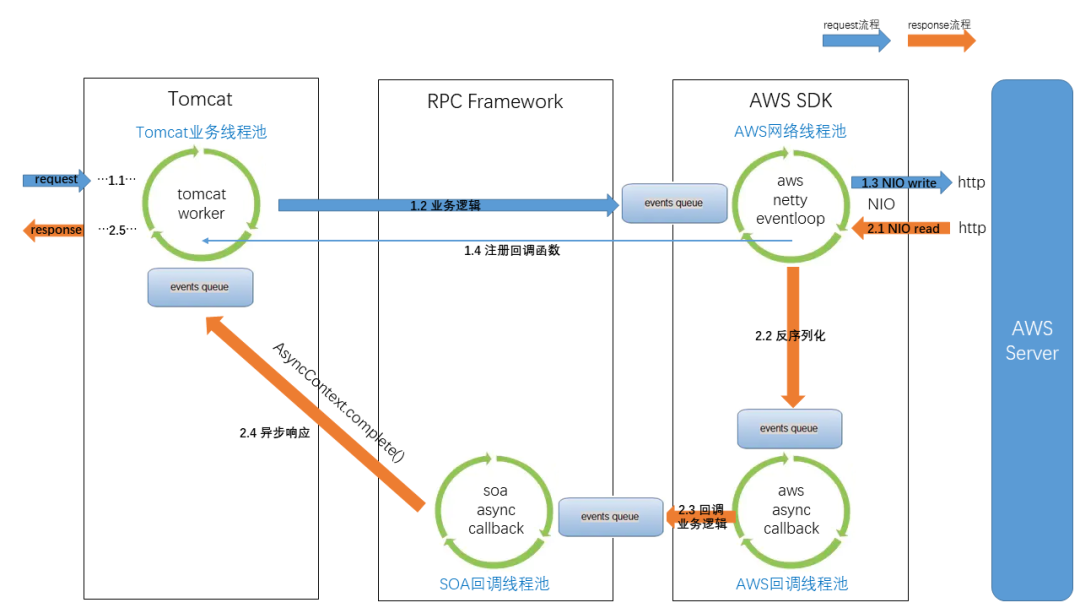 request流程
response流程
Tomcat
RPC Framework
AWS SDK
Tomcat业务线程池
AWS网络线程池
request
···1.1···
tomcat
worker
1.2 业务逻辑
events queue
aws
netty
eventloop
1.3 NIO write
http
NIO
response
···2.5···
1.4 注册回调函数
2.1 NIO read
http
events queue
AWS
Server
2.2 反序列化
AsyncContext.complete()
2.4 异步响应
events queue
soa
async
callback
events queue
2.3 回调
业务逻辑
aws
async
callback
SOA回调线程池
AWS回调线程池